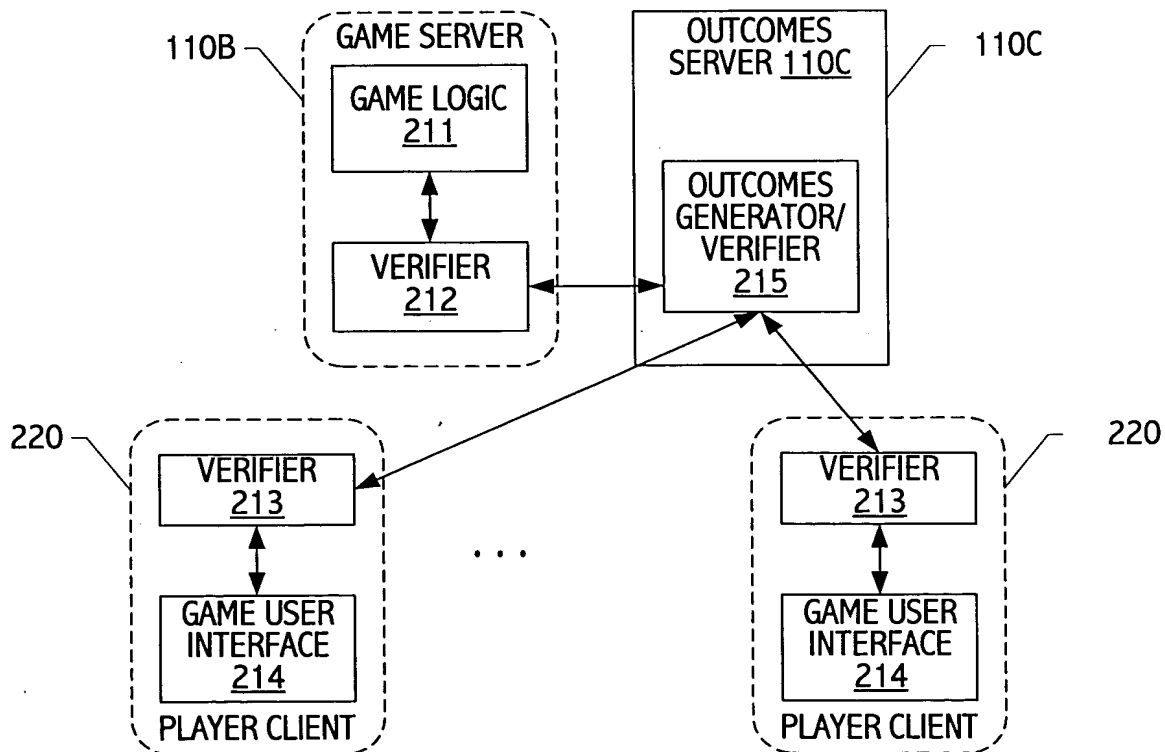 110B
GAME SERVER
GAME LOGIC
211
VERIFIER
212
OUTCOMES
SERVER 110C
110C
OUTCOMES
GENERATOR/
VERIFIER
215
220
VERIFIER
213
GAME USER
INTERFACE
214
PLAYER CLIENT
...
220
VERIFIER
213
GAME USER
INTERFACE
214
PLAYER CLIENT